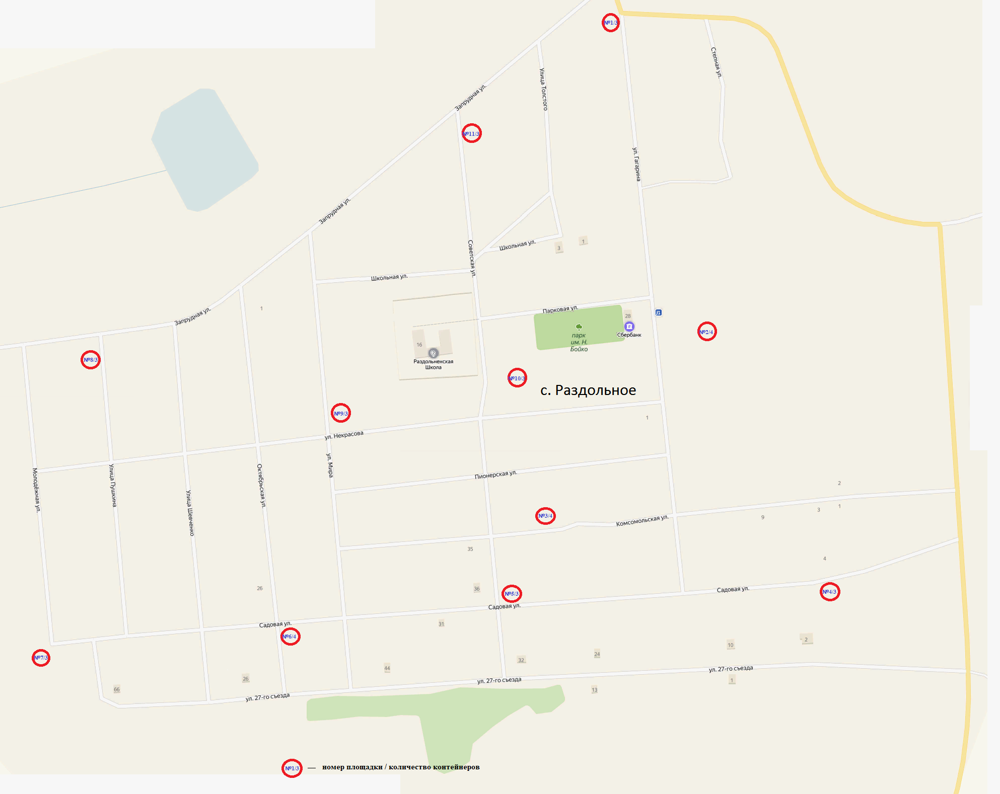 №1/3
Степная ул.
Улица Толстого
Запрудная ул.
№11/3
ул. Гагарина
Запрудная ул.
Советская ул.
Школьная ул.
3
1
Школьная ул.
1
Запрудная ул.
Парковая ул.
28
Сбербанк
парк
им. Н.
Бойко
№2/4
16
Раздольненская
Школа
№8/3
№10/3
с. Раздольное
№9/3
1
ул. Некрасова
ул. Мира
Молодёжная ул.
Улица Пушкина
Октябрьская ул.
Улица Шевченко
Пионерская ул.
2
1
3
9
№3/4
Комсомольская ул.
35
4
26
36
№5/3
Садовая ул.
№4/3
Садовая ул.
Садовая ул.
31
№6/4
№7/3
2
10
24
32
44
26
66
ул. 27-го съезда
1
13
ул. 27-го съезда
ул. 27-го съезда
№1/3 — номер площадки / количество контейнеров